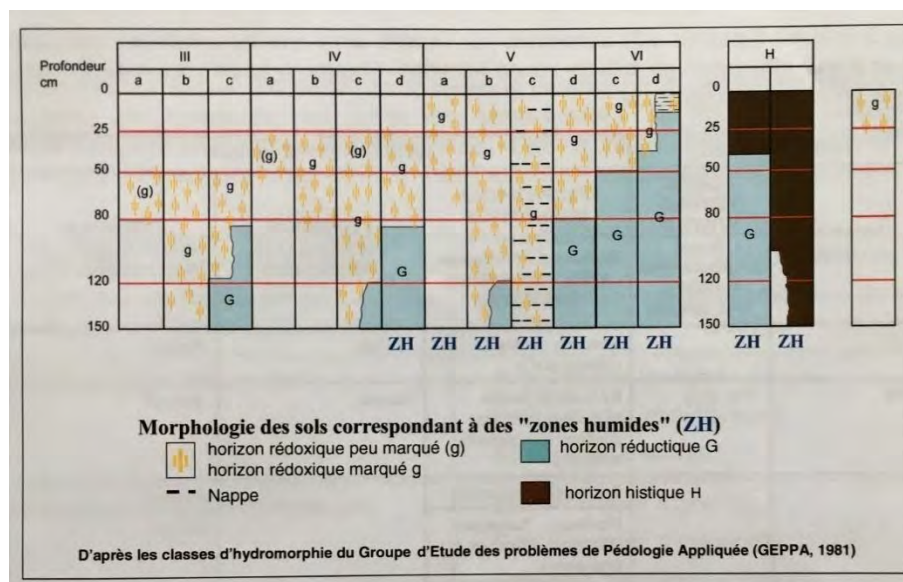 III IV V VI H
Profondeur
cm
a b c a b c d a b c d c d
0 0
25 25
50 50
80 80
120 120
150 150
(g) g g G
(g) g (g) g g G
g g g g G
g G g G
G
g
ZH ZH ZH ZH ZH ZH ZH ZH
Morphologie des sols correspondant à des "zones humides" (ZH)
horizon rédoxique peu marqué (g)
horizon rédoxique marqué g
Nappe
horizon réductique G
horizon histique H
D'après les classes d'hydromorphie du Groupe d'Etude des problèmes de Pédologie Appliquée (GEPPA, 1981)